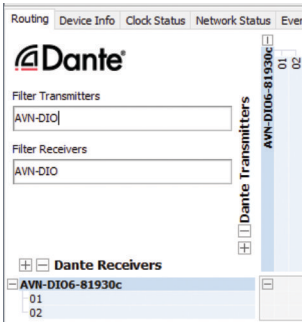 Routing Device Info Clock Status Network Status Even
Dante®
Filter Transmitters
AVN-DIO
Filter Receivers
AVN-DIO
Dante Transmitters
AVN-DIO6-81930c
01
02
Dante Receivers
AVN-DIO6-81930c
01
02